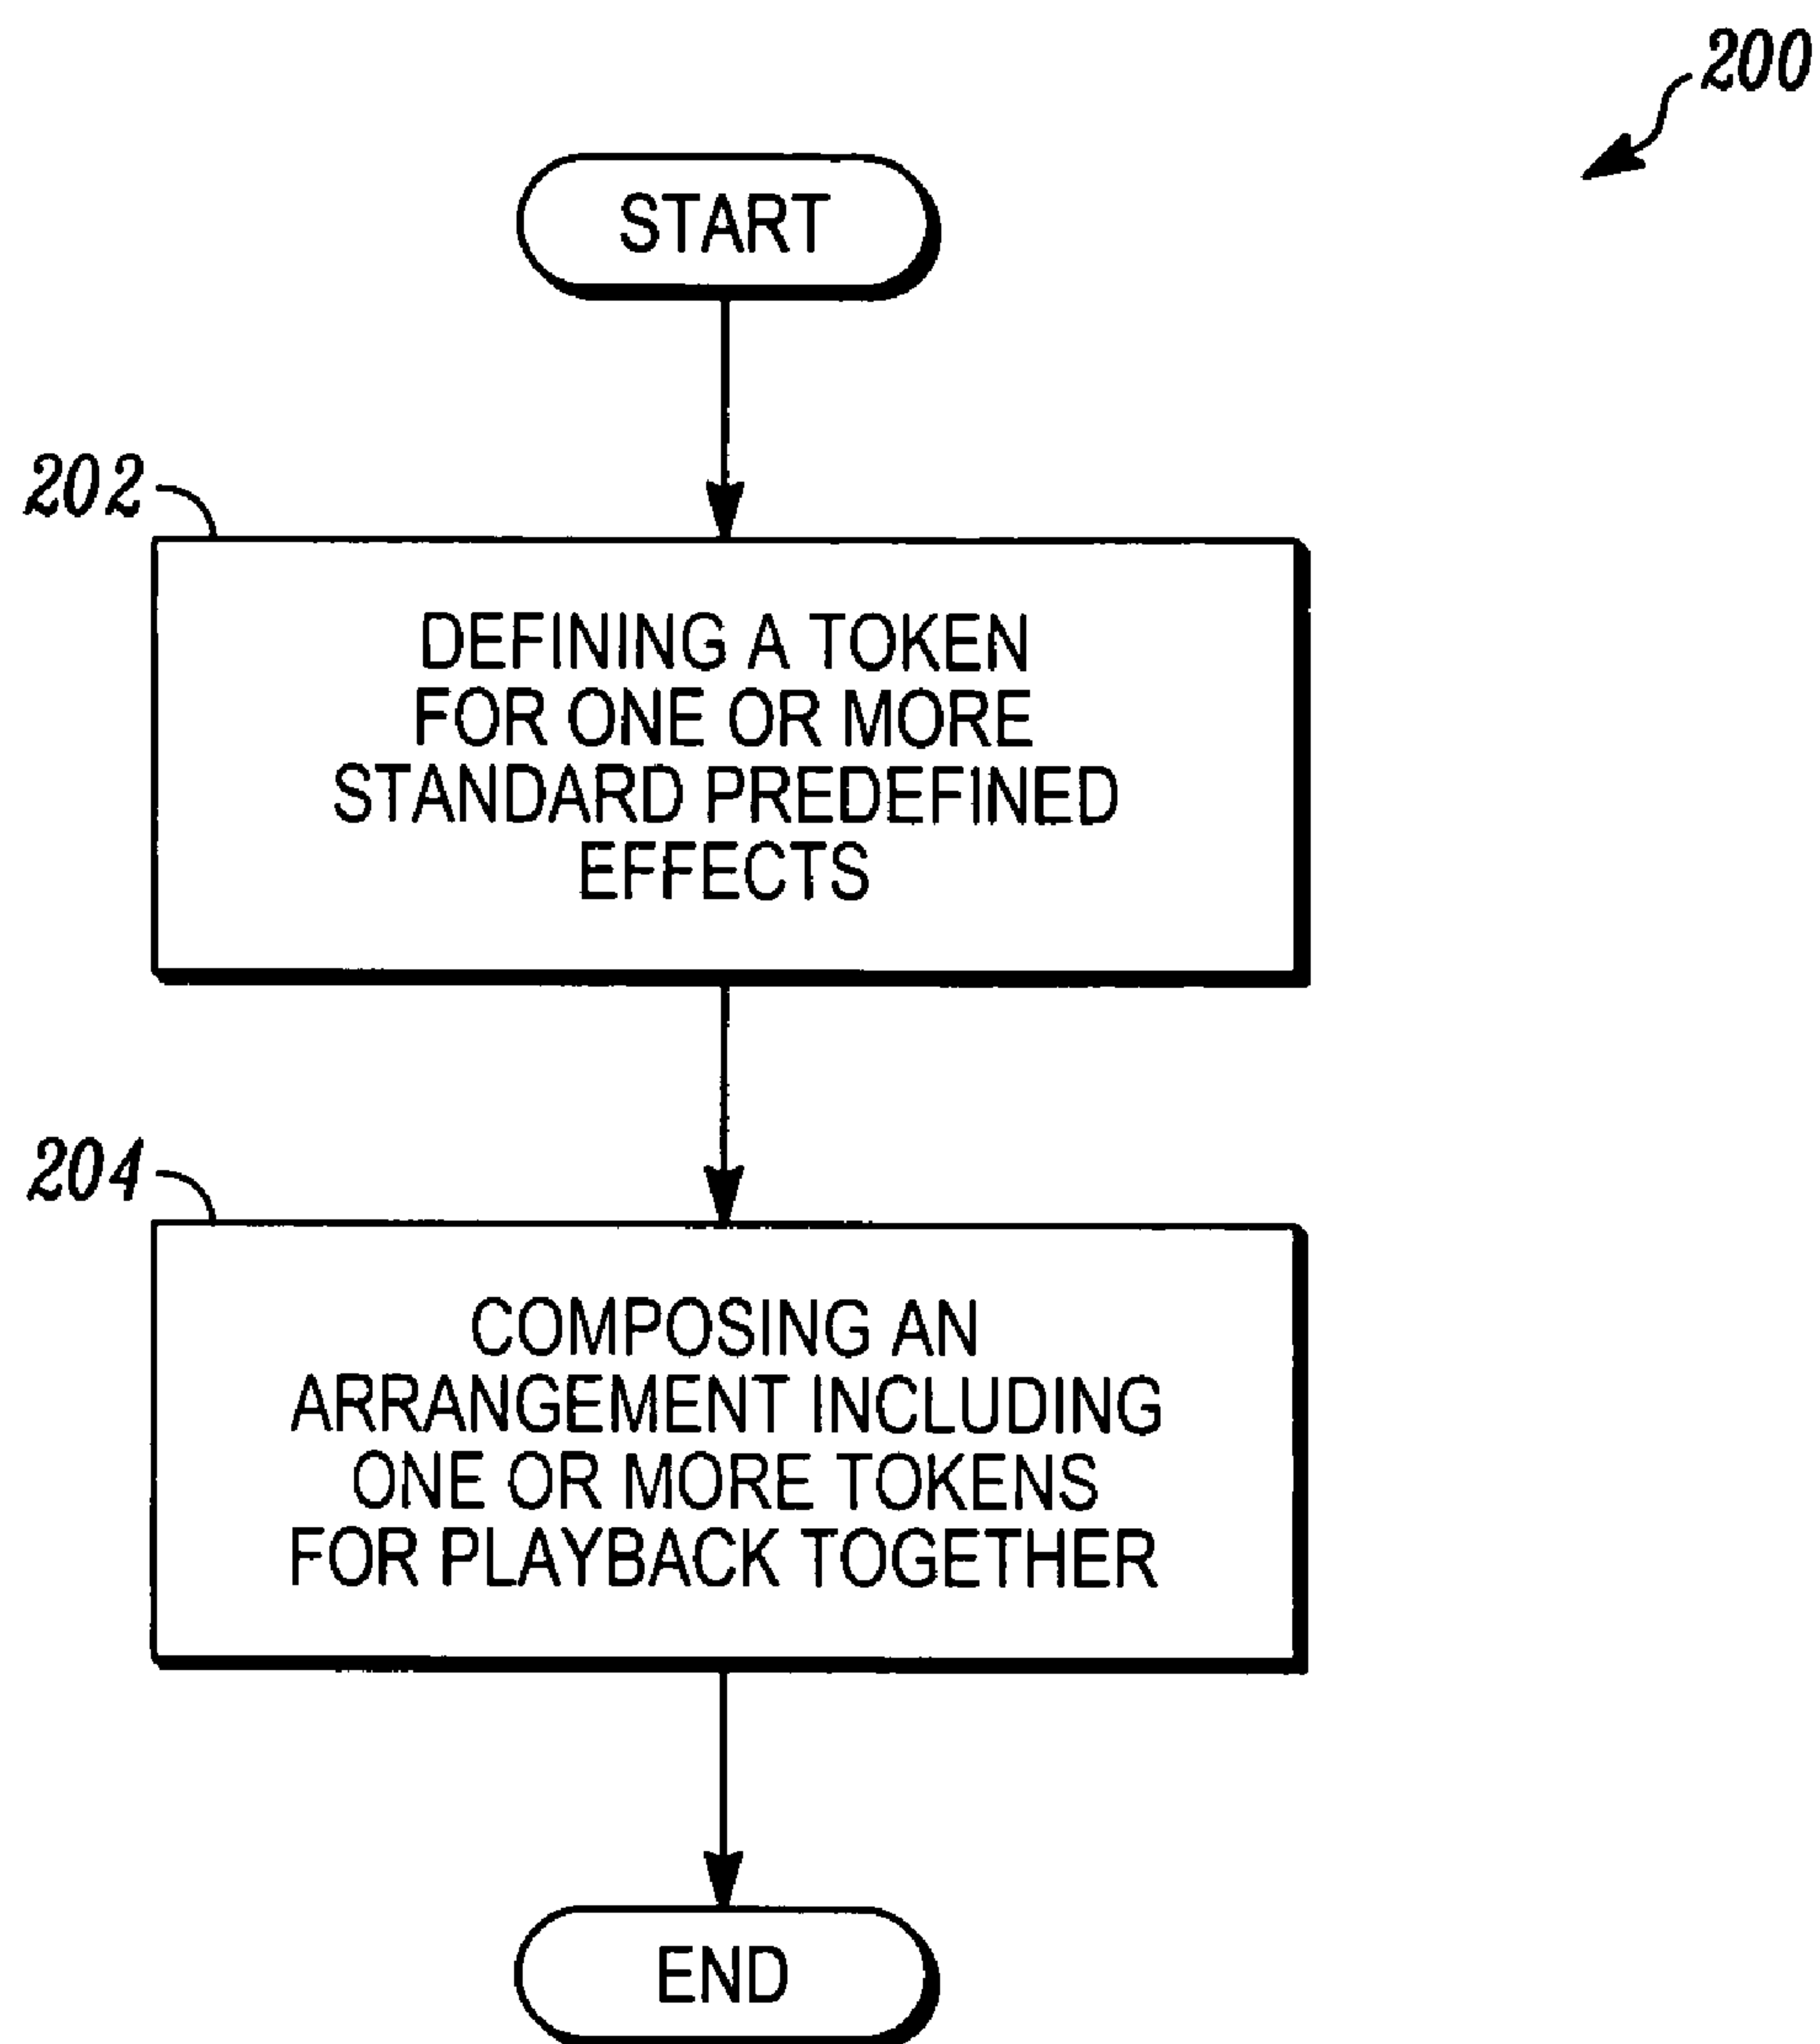 200
START
202
DEFINING A TOKEN
FOR ONE OR MORE
STANDARD PREDEFINED
EFFECTS
204
COMPOSING AN
ARRANGEMENT INCLUDING
ONE OR MORE TOKENS
FOR PLAYBACK TOGETHER
END